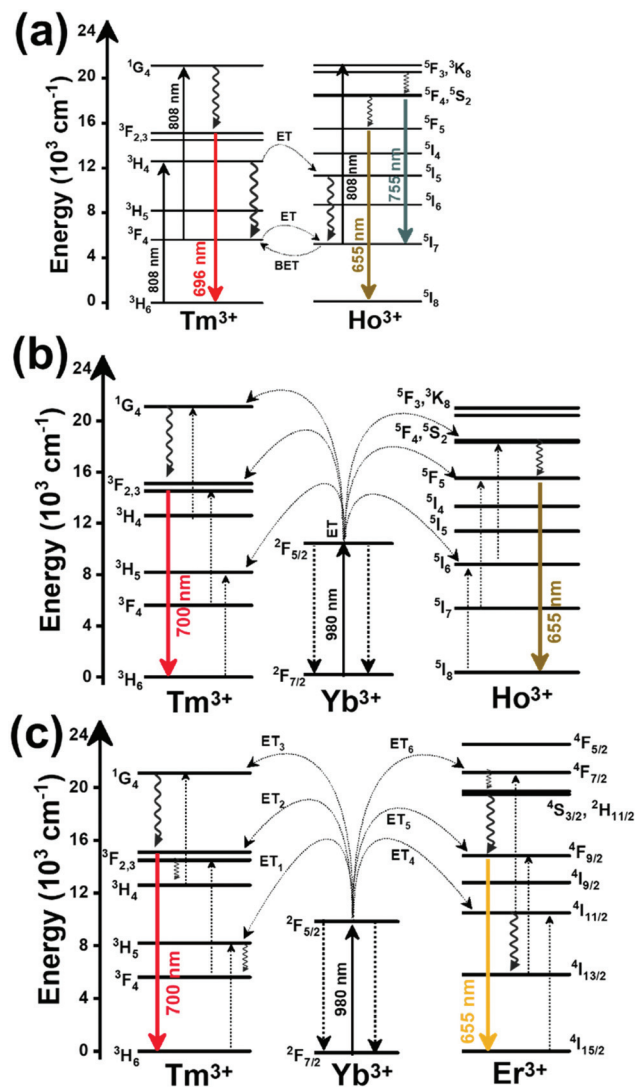 (a)
Energy (10³ cm⁻¹)
24
20
16
12
8
4
0
¹G₄
³F₂,₃
³H₄
³H₅
³F₄
³H₆
808 nm
808 nm
696 nm
Tm³⁺
ET
ET
BET
⁵F₃,³K₈
⁵F₄,⁵S₂
⁵F₅
⁵I₄
⁵I₅
⁵I₆
⁵I₇
⁵I₈
808 nm
655 nm
755 nm
Ho³⁺
(b)
Energy (10³ cm⁻¹)
24
20
16
12
8
4
0
¹G₄
³F₂,₃
³H₄
³H₅
³F₄
³H₆
700 nm
Tm³⁺
ET
²F₅/₂
980 nm
²F₇/₂
Yb³⁺
⁵F₃,³K₈
⁵F₄,⁵S₂
⁵F₅
⁵I₄
⁵I₅
⁵I₆
⁵I₇
⁵I₈
655 nm
Ho³⁺
(c)
Energy (10³ cm⁻¹)
24
20
16
12
8
4
0
¹G₄
³F₂,₃
³H₄
³H₅
³F₄
³H₆
700 nm
Tm³⁺
ET₃
ET₂
ET₁
ET₆
ET₅
ET₄
²F₅/₂
980 nm
²F₇/₂
Yb³⁺
⁴F₅/₂
⁴F₇/₂
⁴S₃/₂, ²H₁₁/₂
⁴F₉/₂
⁴I₉/₂
⁴I₁₁/₂
⁴I₁₃/₂
⁴I₁₅/₂
655 nm
Er³⁺